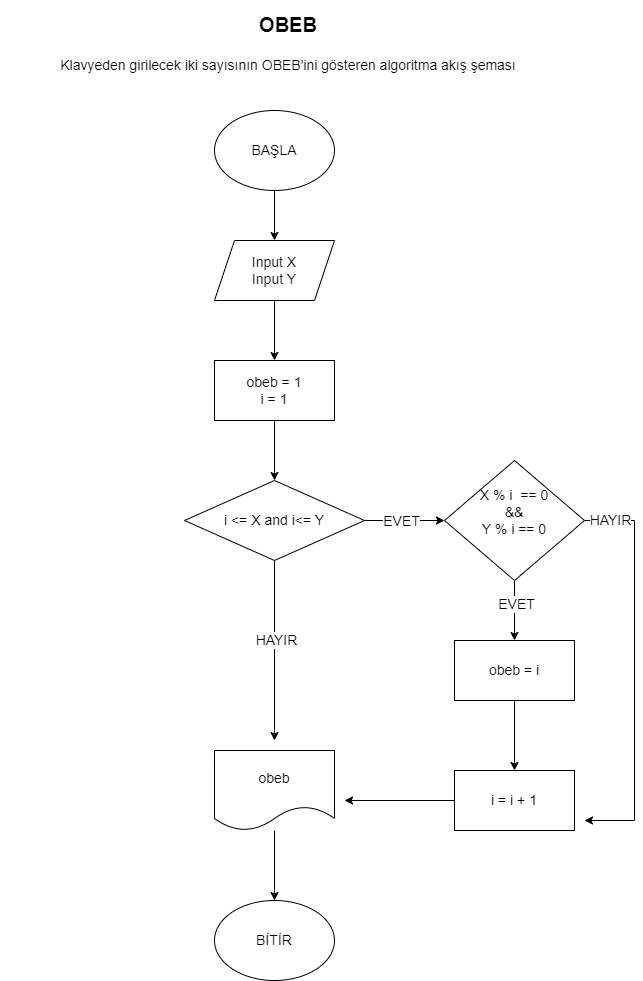 OBEB
Klavyeden girilecek iki sayısının OBEB'ini gösteren algoritma akış şeması
BAŞLA
Input X
Input Y
obeb = 1
i = 1
i <= X and i<= Y
EVET
X % i  == 0
&&
Y % i == 0
HAYIR
EVET
HAYIR
obeb = i
obeb
i = i + 1
BİTİR